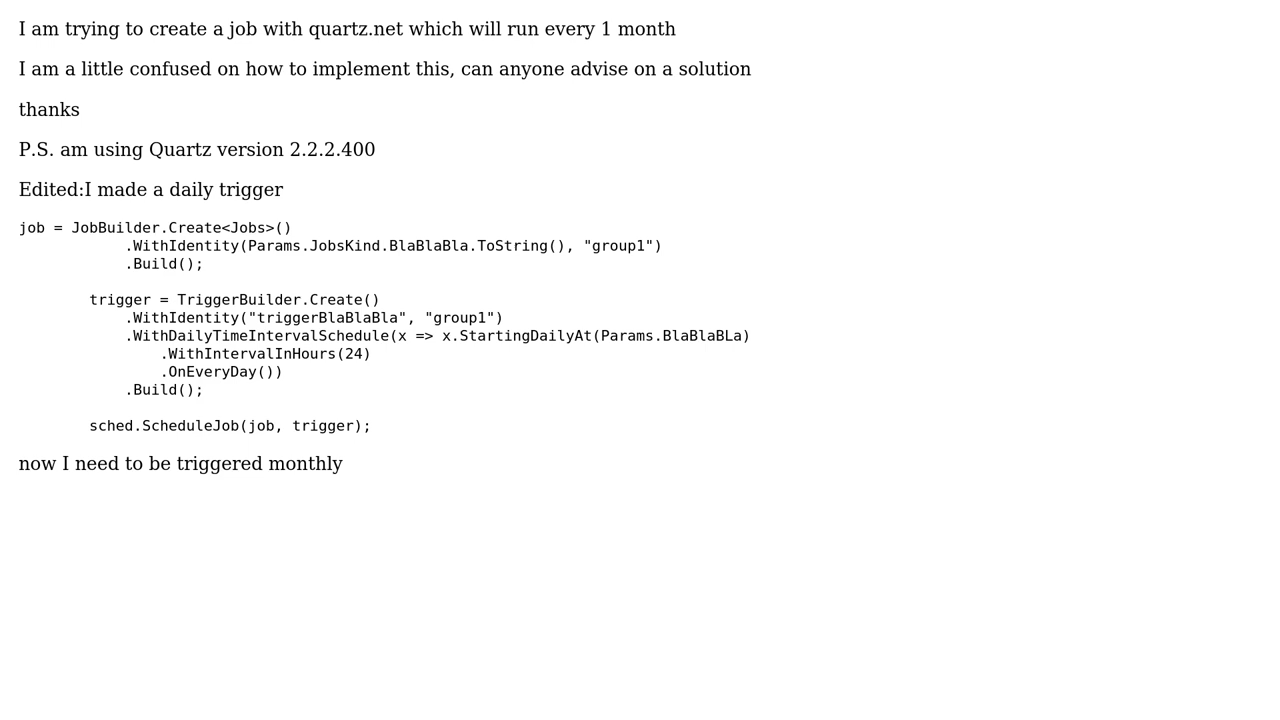 I am trying to create a job with quartz.net which will run every 1 month
I am a little confused on how to implement this, can anyone advise on a solution
thanks
P.S. am using Quartz version 2.2.2.400
Edited:I made a daily trigger
job = JobBuilder.Create<Jobs>()
            .WithIdentity(Params.JobsKind.BlaBlaBla.ToString(), "group1")
            .Build();

        trigger = TriggerBuilder.Create()
            .WithIdentity("triggerBlaBlaBla", "group1")
            .WithDailyTimeIntervalSchedule(x => x.StartingDailyAt(Params.BlaBlaBLa)
                .WithIntervalInHours(24)
                .OnEveryDay())
            .Build();

        sched.ScheduleJob(job, trigger);
now I need to be triggered monthly